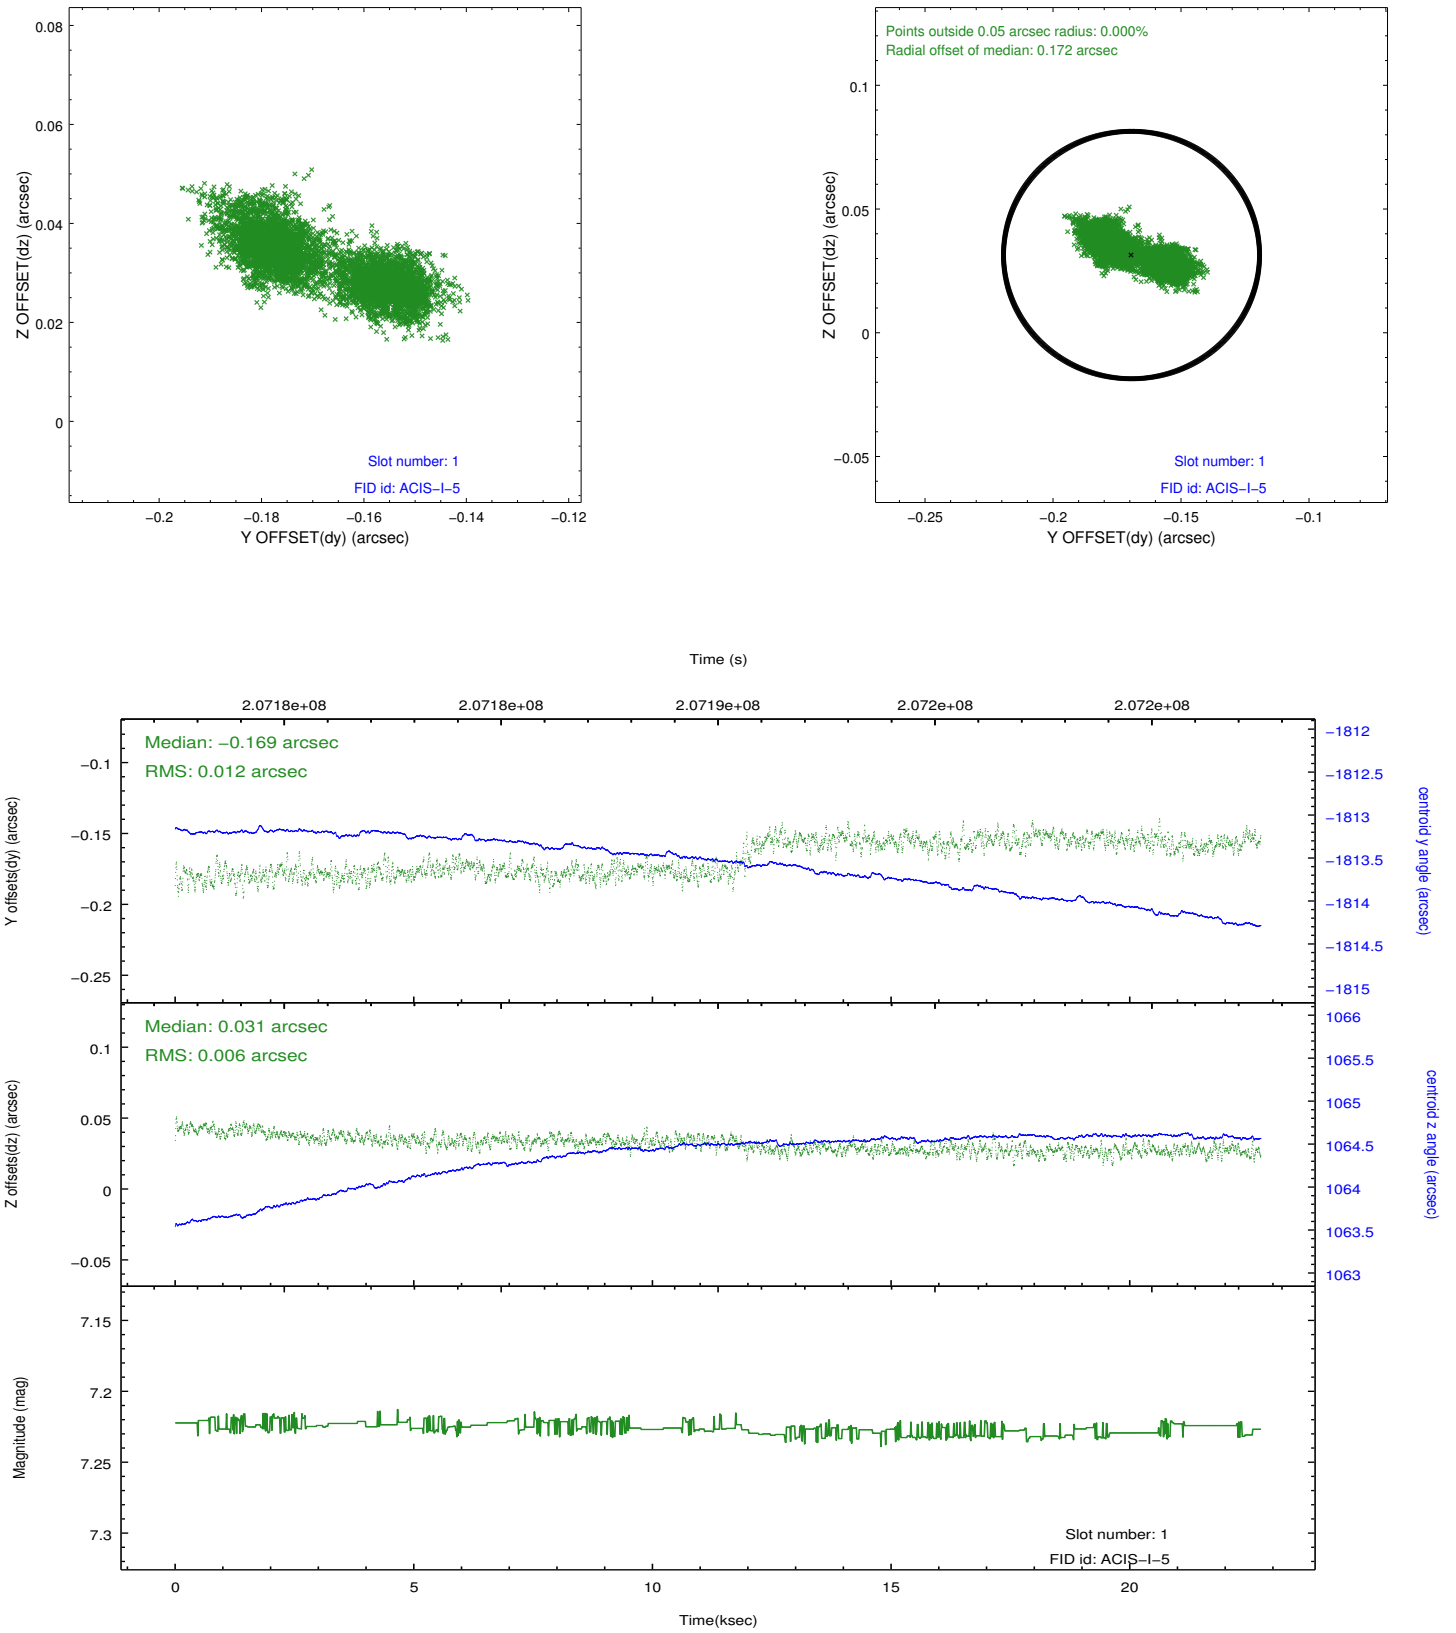 0.08
0.06
0.04
0.02
0
Z OFFSET(dz) (arcsec)
Slot number: 1
FID id: ACIS−I−5
−0.2 −0.18 −0.16 −0.14 −0.12
Y OFFSET(dy) (arcsec)
Points outside 0.05 arcsec radius: 0.000%
Radial offset of median: 0.172 arcsec
0.1
0.05
0
−0.05
Z OFFSET(dz) (arcsec)
Slot number: 1
FID id: ACIS−I−5
−0.25 −0.2 −0.15 −0.1
Y OFFSET(dy) (arcsec)
Time (s)
2.0718e+08 2.0718e+08 2.0719e+08 2.072e+08 2.072e+08
Median: −0.169 arcsec
RMS: 0.012 arcsec
−0.1
−0.15
−0.2
−0.25
Y offsets(dy) (arcsec)
−1812
−1812.5
−1813
−1813.5
−1814
−1814.5
−1815
centroid y angle (arcsec)
Median: 0.031 arcsec
RMS: 0.006 arcsec
0.1
0.05
0
−0.05
Z offsets(dz) (arcsec)
1066
1065.5
1065
1064.5
1064
1063.5
1063
centroid z angle (arcsec)
7.15
7.2
7.25
7.3
Magnitude (mag)
Slot number: 1
FID id: ACIS−I−5
0 5 10 15 20
Time(ksec)